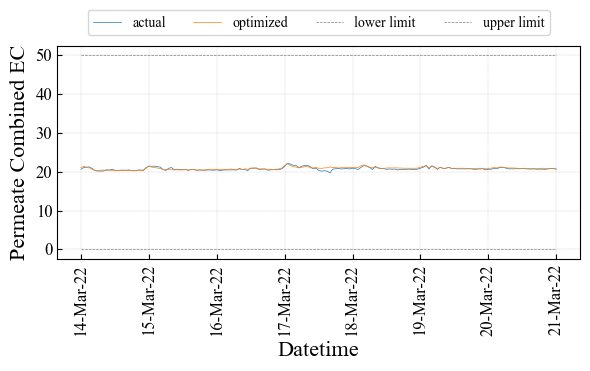 actual optimized lower limit upper limit
Permeate Combined EC
50
40
30
20
10
0
14-Mar-22
15-Mar-22
16-Mar-22
17-Mar-22
18-Mar-22
19-Mar-22
20-Mar-22
21-Mar-22
Datetime